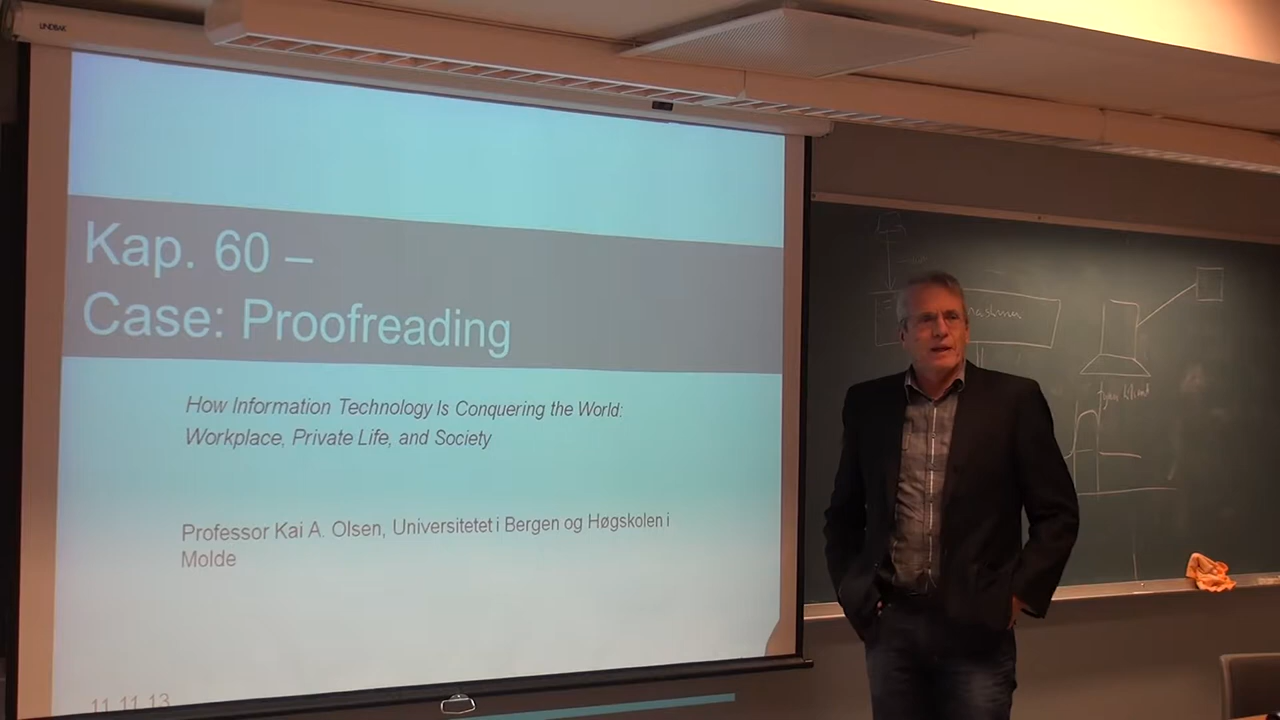 LINDBAK
Kap. 60 –
Case: Proofreading
How Information Technology Is Conquering the World:
Workplace, Private Life, and Society
Professor Kai A. Olsen, Universitetet i Bergen og Høgskolen i
Molde
11.11.13